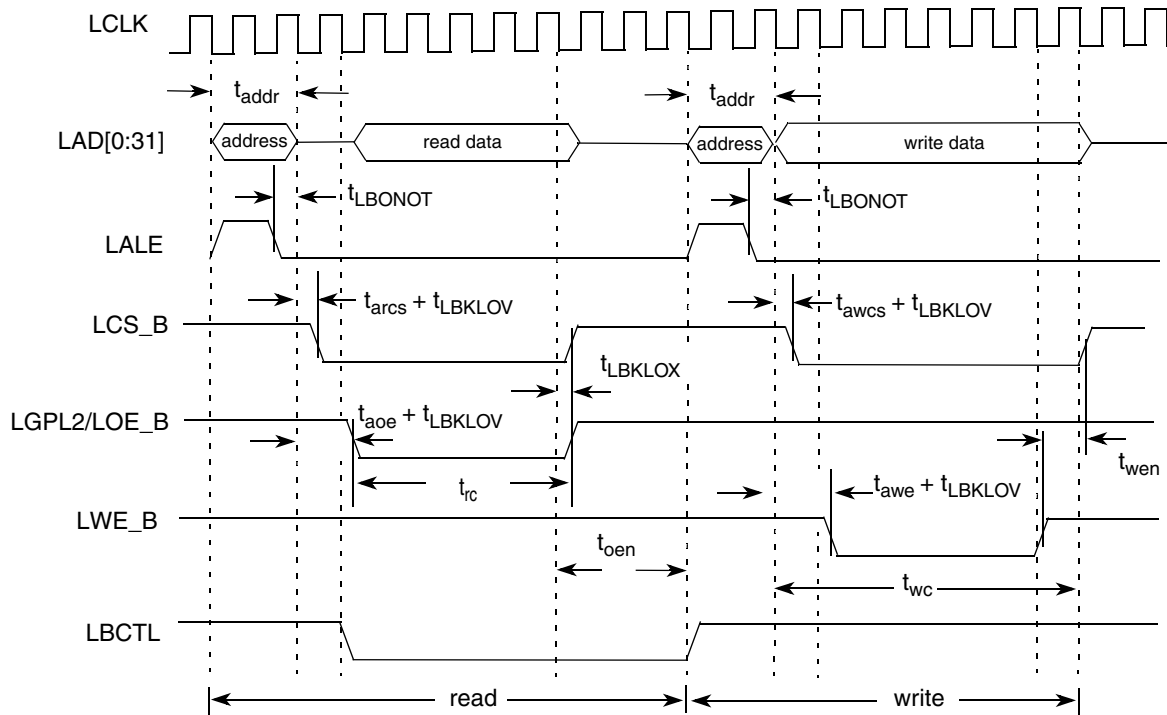 LCLK
taddr taddr
LAD[0:31] address read data address write data
tLBONOT tLBONOT
LALE
tarcs + tLBKLOV tawcs + tLBKLOV
LCS_B
tLBKLOX
taoe + tLBKLOV
LGPL2/LOE_B
twen
trc tawe + tLBKLOV
LWE_B
toen
twc
LBCTL
read write